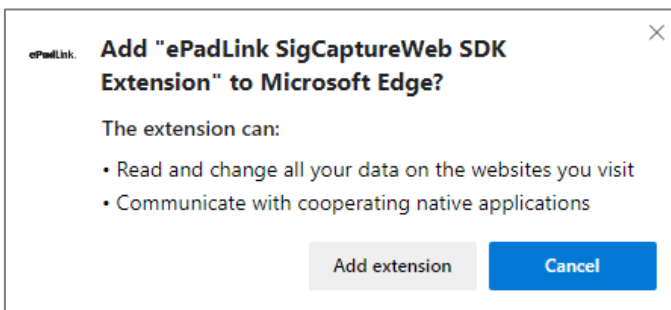 ePadLink.
Add "ePadLink SigCaptureWeb SDK
Extension" to Microsoft Edge?
The extension can:
• Read and change all your data on the websites you visit
• Communicate with cooperating native applications
Add extension
Cancel